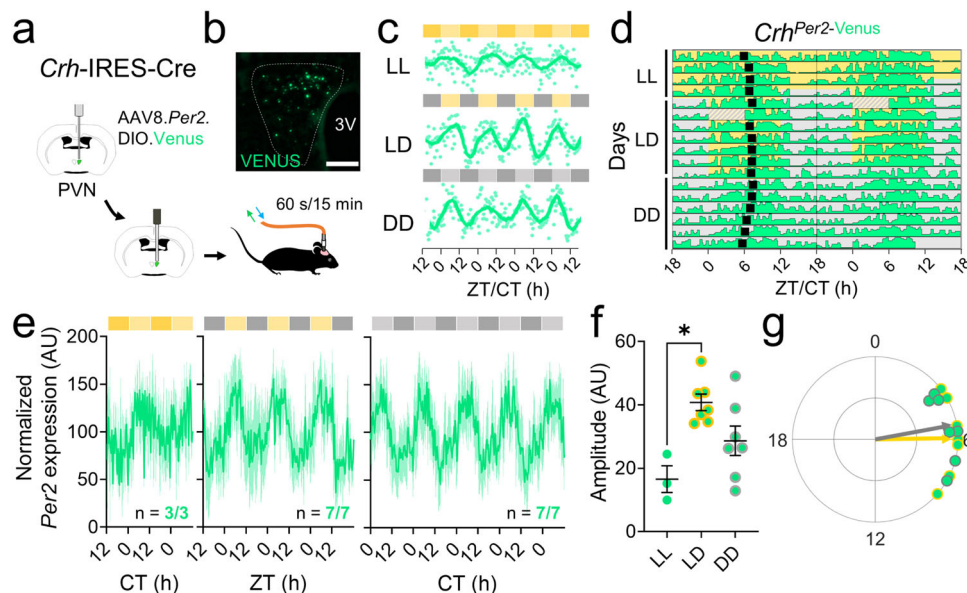 a
Crh-IRES-Cre
AAV8.Per2.
DIO.Venus
PVN
60 s/15 min
b
3V
VENUS
c
LL
LD
DD
12 0 12 0 12 0 12 0 12
ZT/CT (h)
d
Crh^Per2-Venus
LL
LD
DD
Days
18 0 6 12 18 0 6 12 18
ZT/CT (h)
e
Normalized
Per2 expression (AU)
200
150
100
50
0
n = 3/3
n = 7/7
n = 7/7
12 0 12 0
12 0 12 0 12 0
12 0 12 0 12 0 12 0
CT (h)
ZT (h)
CT (h)
f
*
Amplitude (AU)
60
40
20
0
LL
LD
DD
g
0
18
6
12